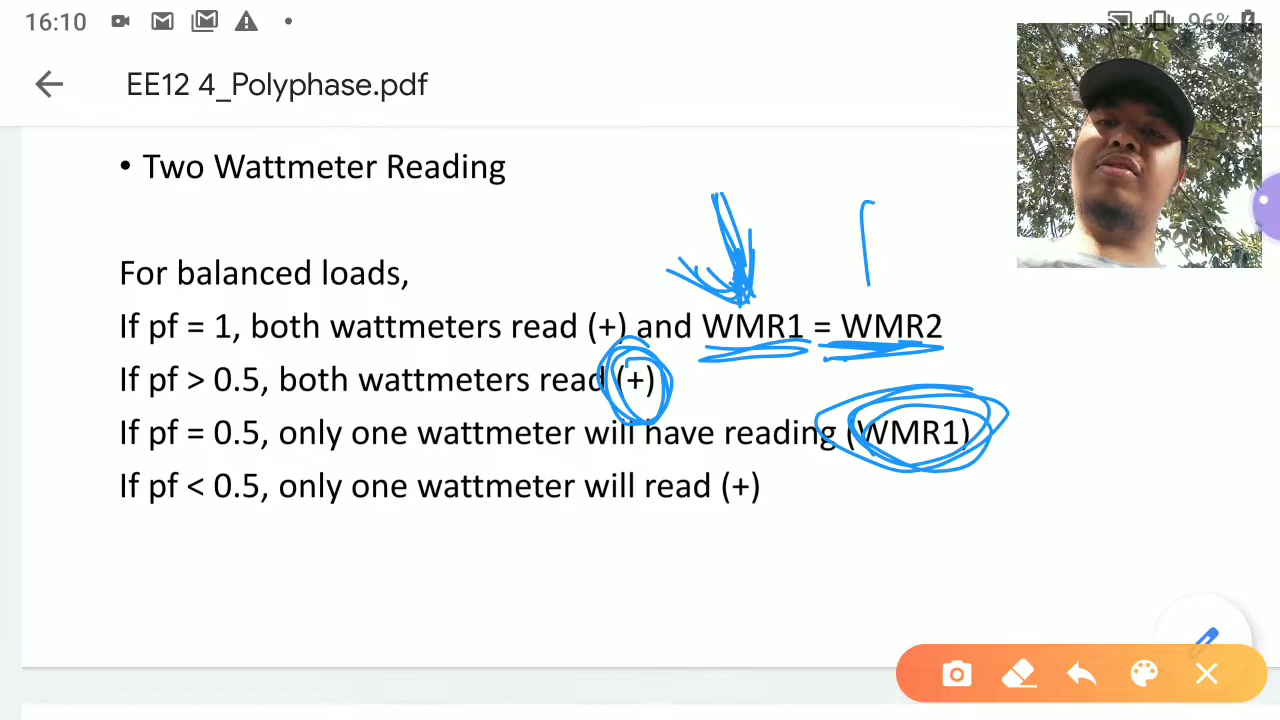 16:10 96%
EE12 4_Polyphase.pdf
• Two Wattmeter Reading
For balanced loads,
If pf = 1, both wattmeters read (+) and WMR1 = WMR2
If pf > 0.5, both wattmeters read (+)
If pf = 0.5, only one wattmeter will have reading (WMR1)
If pf < 0.5, only one wattmeter will read (+)